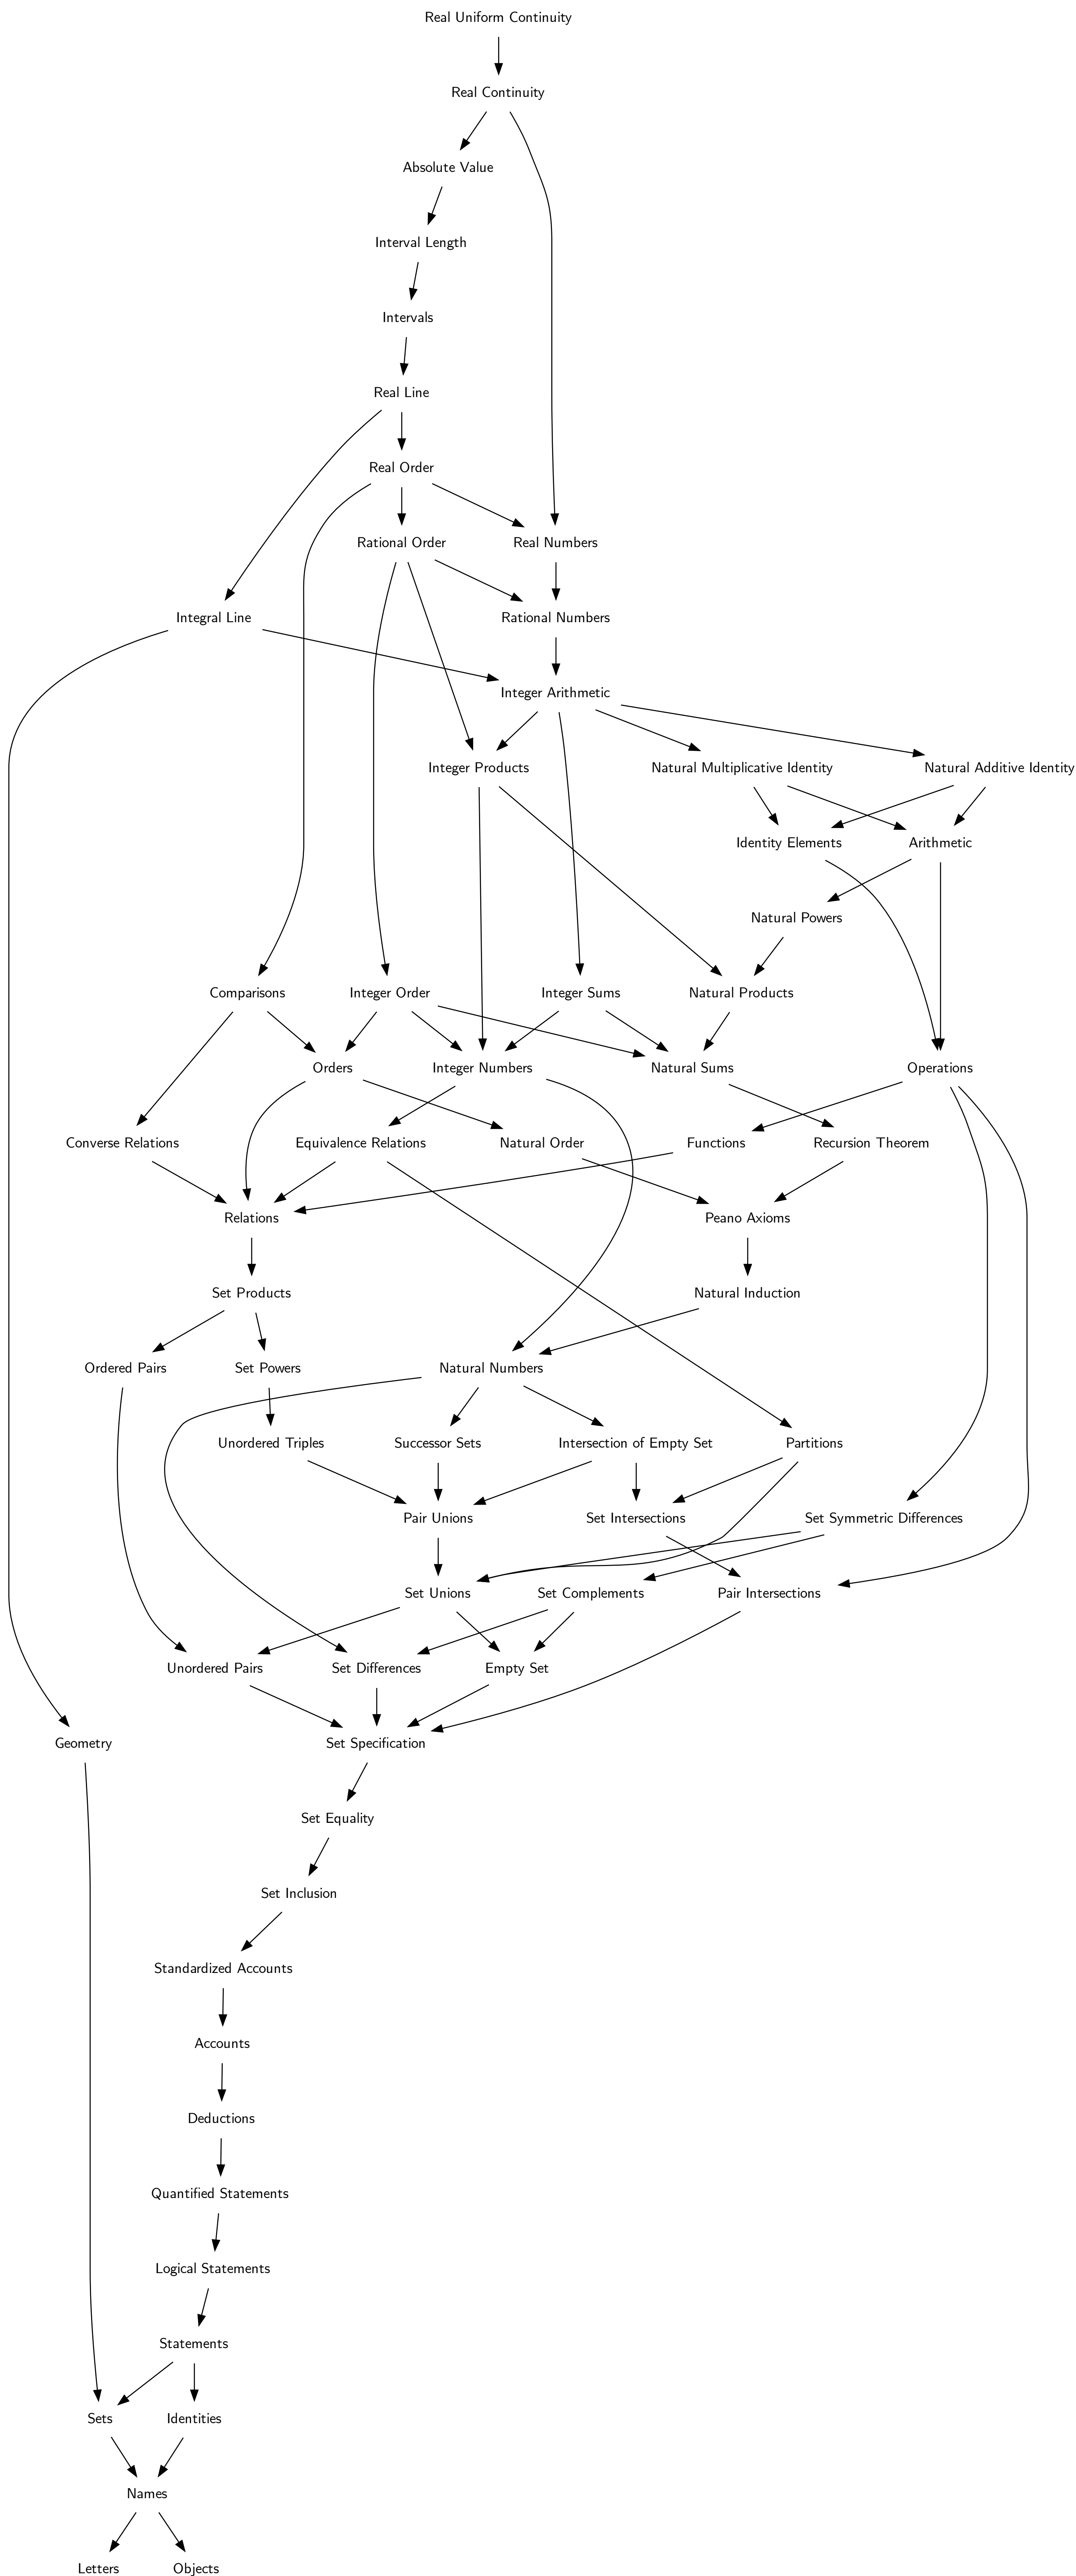 Real Uniform Continuity
Real Continuity
Absolute Value
Interval Length
Intervals
Real Line
Real Order
Rational Order
Real Numbers
Integral Line
Rational Numbers
Integer Arithmetic
Integer Products
Natural Multiplicative Identity
Natural Additive Identity
Identity Elements
Arithmetic
Natural Powers
Comparisons
Integer Order
Integer Sums
Natural Products
Orders
Integer Numbers
Natural Sums
Operations
Converse Relations
Equivalence Relations
Natural Order
Functions
Recursion Theorem
Relations
Peano Axioms
Set Products
Natural Induction
Ordered Pairs
Set Powers
Natural Numbers
Unordered Triples
Successor Sets
Intersection of Empty Set
Partitions
Pair Unions
Set Intersections
Set Symmetric Differences
Set Unions
Set Complements
Pair Intersections
Unordered Pairs
Set Differences
Empty Set
Geometry
Set Specification
Set Equality
Set Inclusion
Standardized Accounts
Accounts
Deductions
Quantified Statements
Logical Statements
Statements
Sets
Identities
Names
Letters
Objects